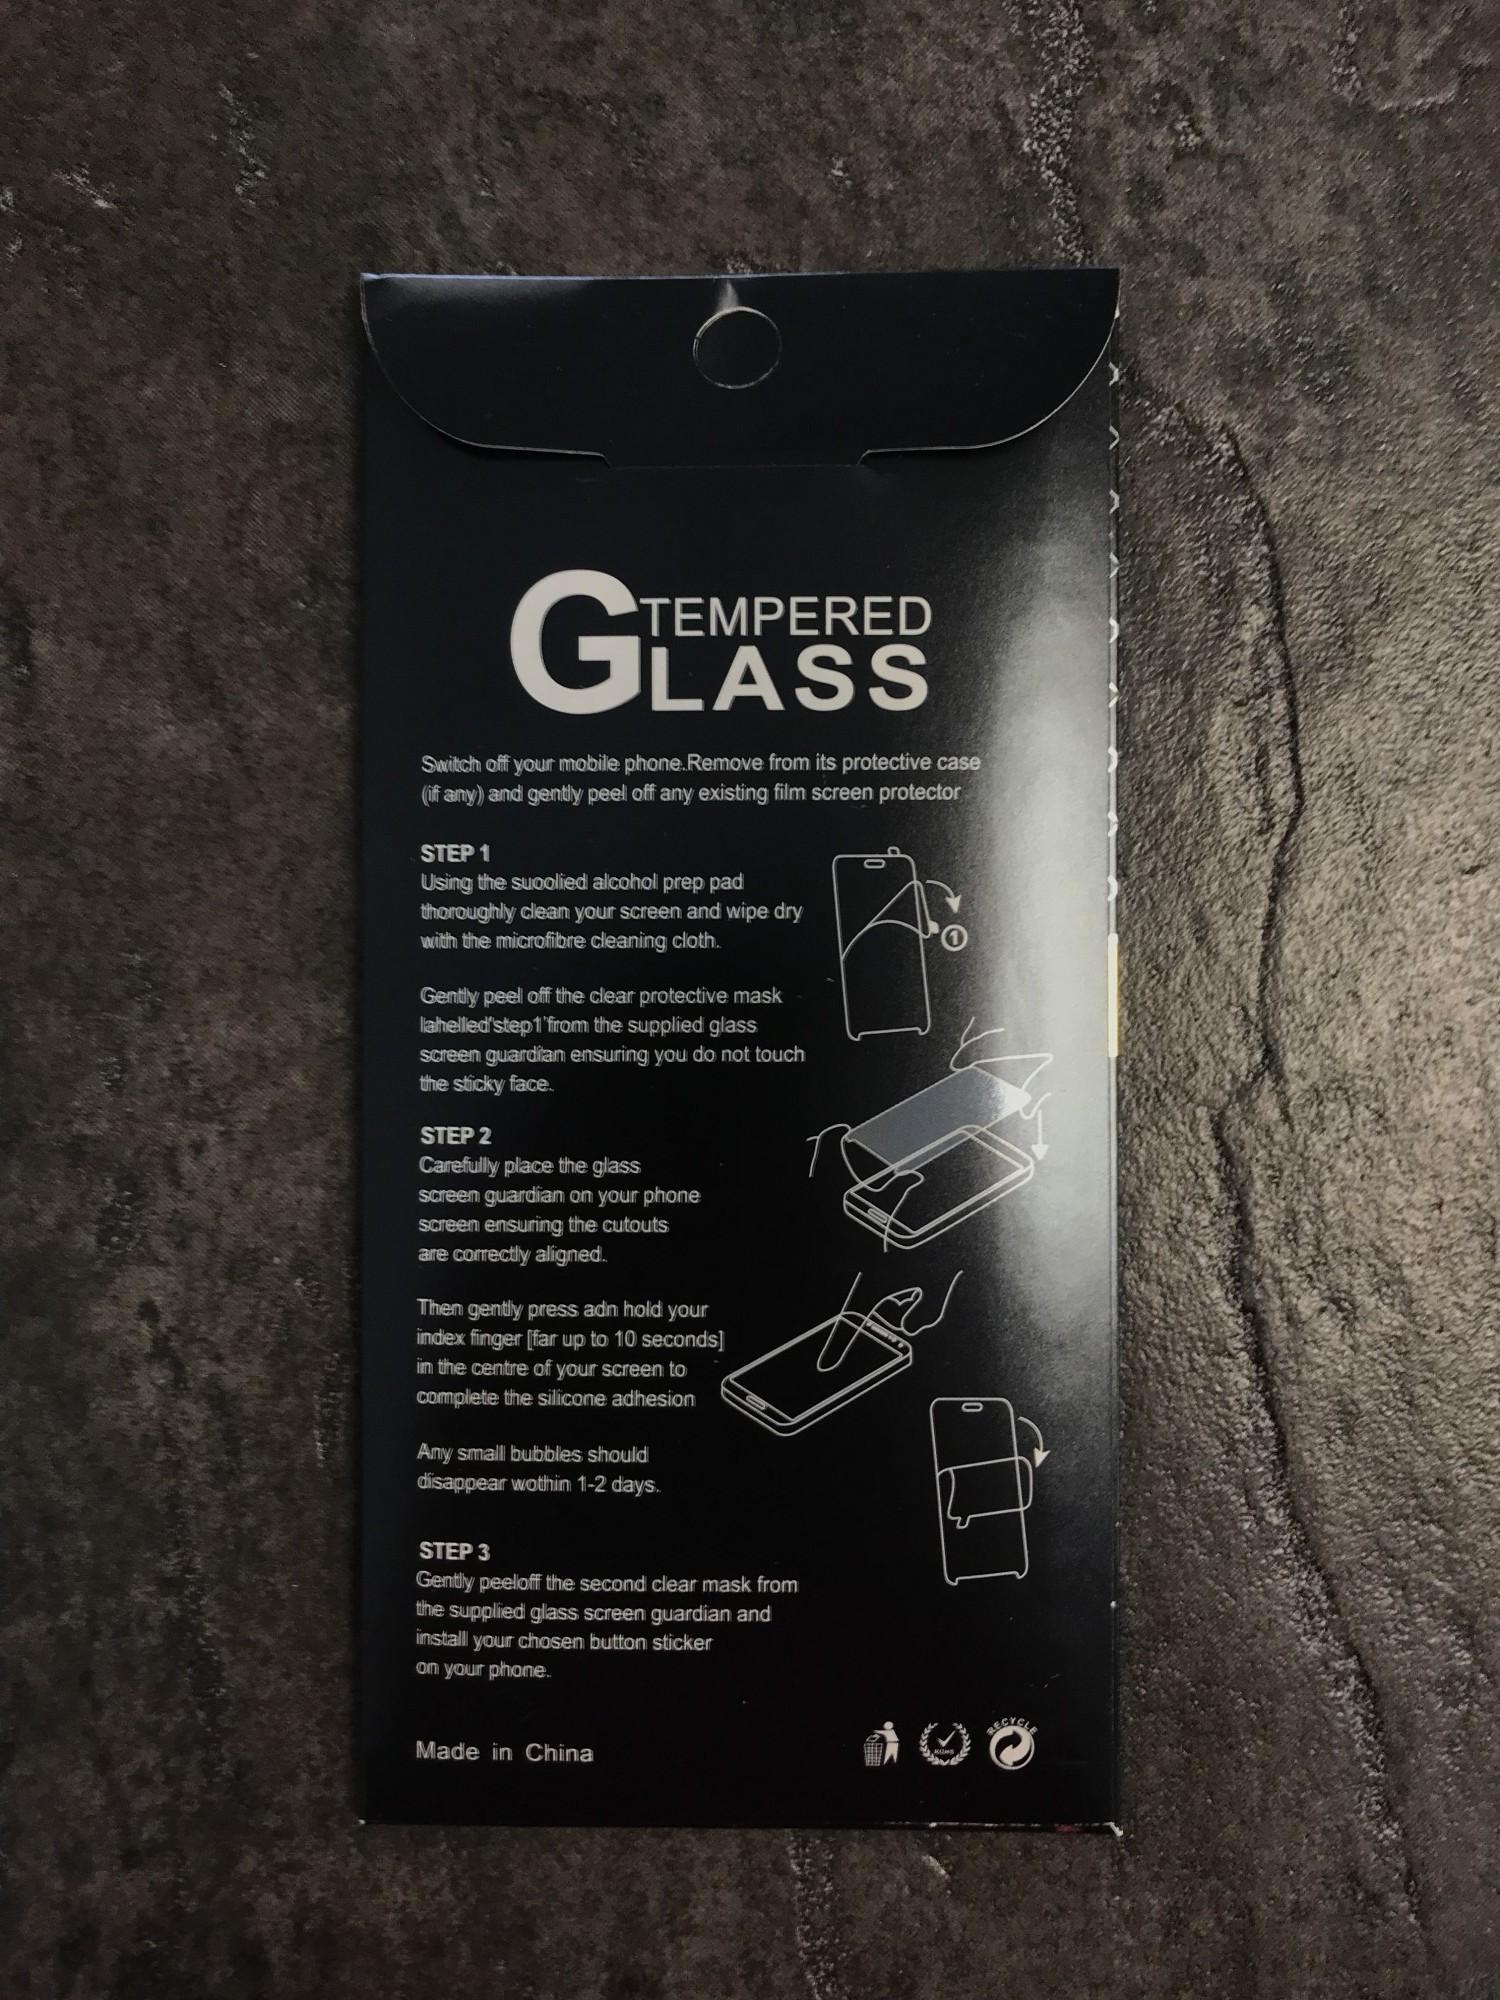 TEMPERED
GLASS
Switch off your mobile phone.Remove from its protective case
(if any) and gently peel off any existing film screen protector
STEP 1
Using the suoolied alcohol prep pad
thoroughly clean your screen and wipe dry
with the microfibre cleaning cloth.
1
Gently peel off the clear protective mask
lahelled'step1'from the supplied glass
screen guardian ensuring you do not touch
the sticky face.
STEP 2
Carefully place the glass
screen guardian on your phone
screen ensuring the cutouts
are correctly aligned.
Then gently press adn hold your
index finger [far up to 10 seconds]
in the centre of your screen to
complete the silicone adhesion
Any small bubbles should
disappear wothin 1-2 days.
STEP 3
Gently peeloff the second clear mask from
the supplied glass screen guardian and
install your chosen button sticker
on your phone.
RECYCLE
Made in China